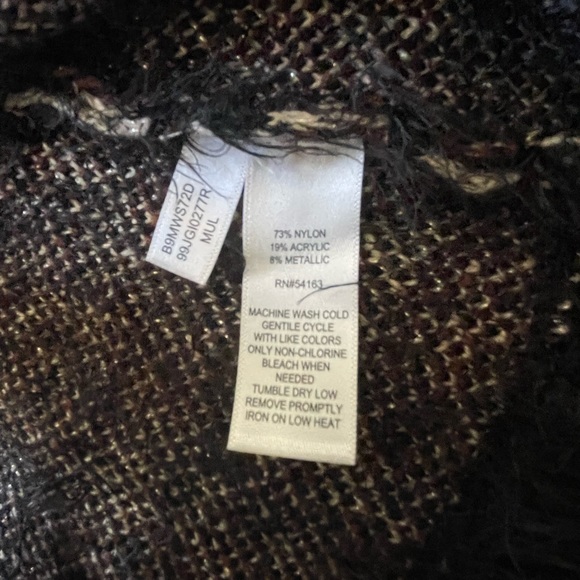 B9MWS72D
99JGI0277R
MUL
73% NYLON
19% ACRYLIC
8% METALLIC
RN#54163
MACHINE WASH COLD
GENTILE CYCLE
WITH LIKE COLORS
ONLY NON-CHLORINE
BLEACH WHEN
NEEDED
TUMBLE DRY LOW
REMOVE PROMPTLY
IRON ON LOW HEAT